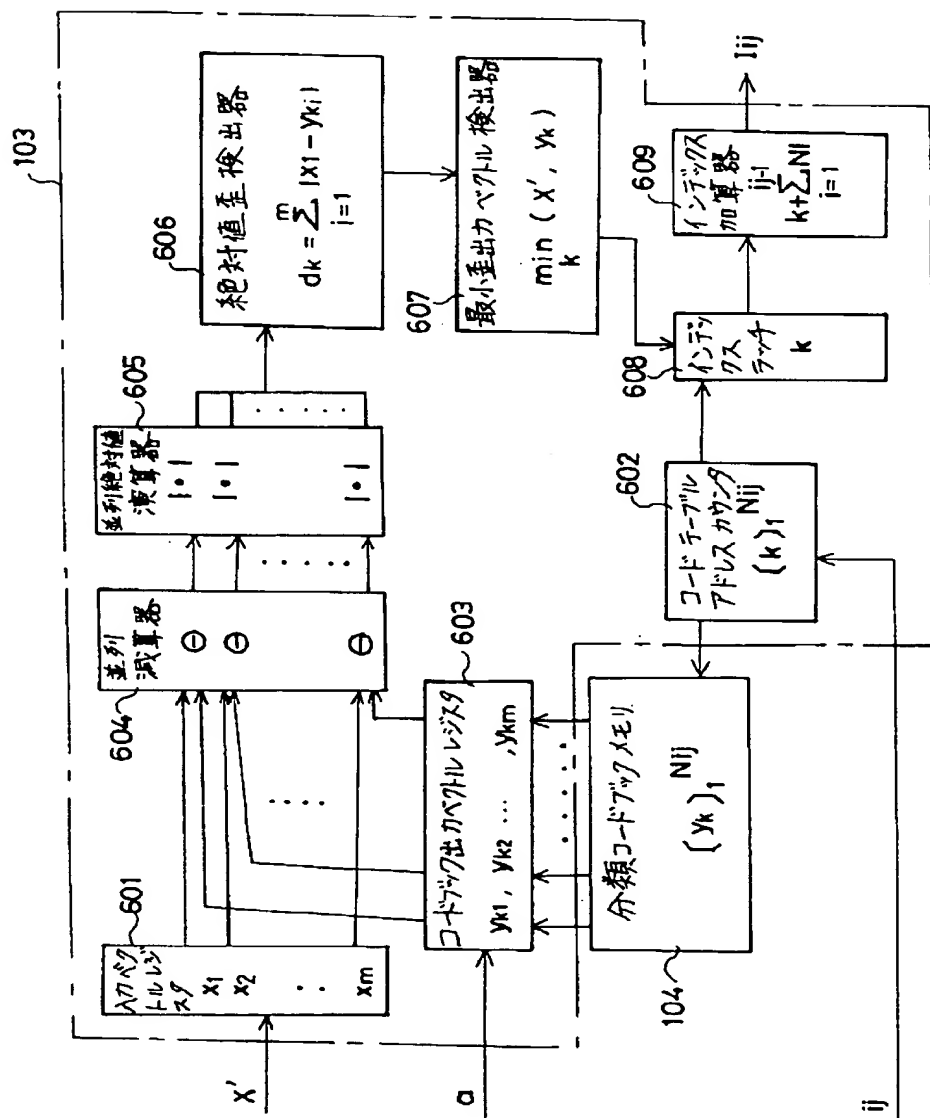 103
601
入力ベク
トルレジ
スタ
x1
x2
⋮
xm
X'
604
並列
減算器
⊖
⊖
⊖
605
並列絶対値
演算器
|•|
|•|
|•|
606
絶対値歪検出器
dk = Σ |X1 - yki|
m
i=1
607
最小歪出力ベクトル検出器
min ( X', yk )
k
603
コードブック出力ベクトルレジスタ
yk1, yk2 ... ,ykm
a
分類コードブックメモリ
{yk}1 Nij
104
602
コードテーブル
アドレスカウンタ
{k}1 Nij
608
インデッ
クス
ラッチ
k
609
インデックス
加算器
ij-1
k+ΣNl
i=1
Iij
ij